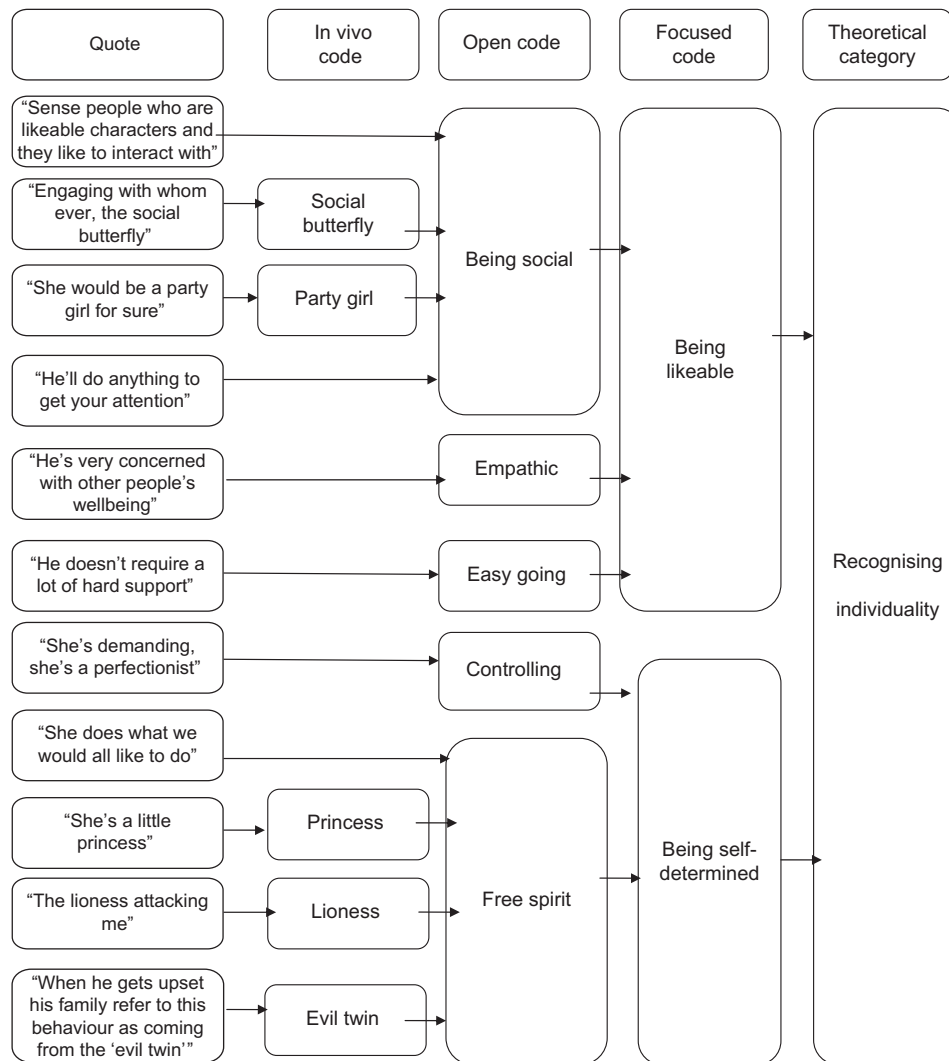 Quote
In vivo
code
Open code
Focused
code
Theoretical
category
“Sense people who are
likeable characters and
they like to interact with”
“Engaging with whom
ever, the social
butterfly”
Social
butterfly
“She would be a party
girl for sure”
Party girl
Being social
“He’ll do anything to
get your attention”
Being
likeable
“He’s very concerned
with other people’s
wellbeing”
Empathic
“He doesn’t require a
lot of hard support”
Easy going
Recognising
individuality
“She’s demanding,
she’s a perfectionist”
Controlling
“She does what we
would all like to do”
“She’s a little
princess”
Princess
“The lioness attacking
me”
Lioness
Free spirit
Being self-
determined
“When he gets upset
his family refer to this
behaviour as coming
from the ‘evil twin’”
Evil twin